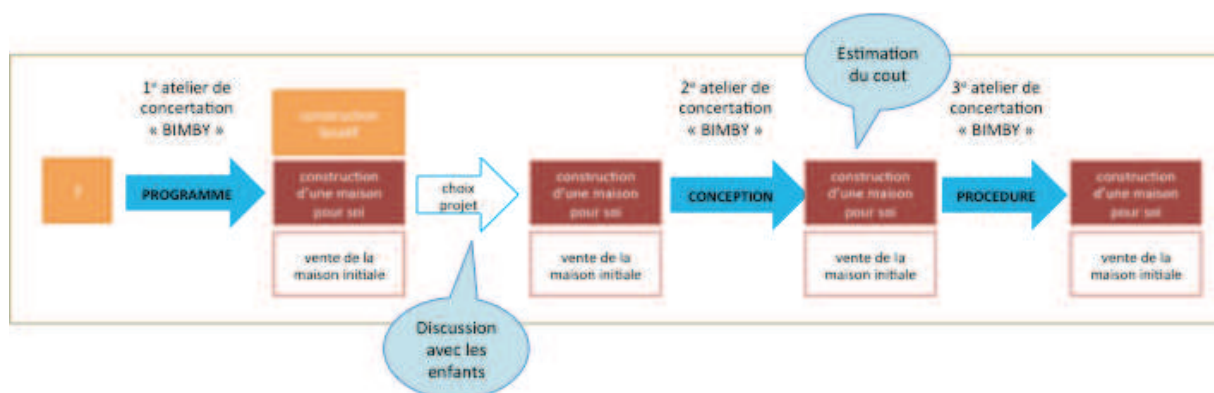 Estimation
du cout
1e atelier de
concertation
« BIMBY »
2e atelier de
concertation
« BIMBY »
3e atelier de
concertation
« BIMBY »
?
PROGRAMME
construction
locatif
construction
d'une maison
pour soi
vente de la
maison initiale
choix
projet
construction
d'une maison
pour soi
vente de la
maison initiale
CONCEPTION
construction
d'une maison
pour soi
vente de la
maison initiale
PROCEDURE
construction
d'une maison
pour soi
vente de la
maison initiale
Discussion
avec les
enfants